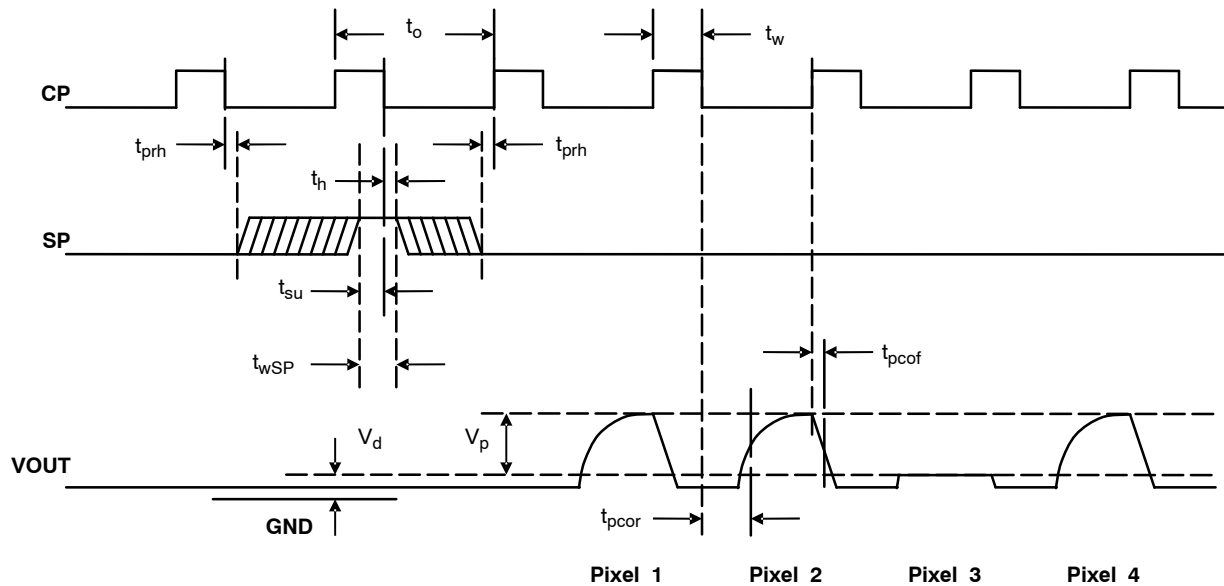 t_o
t_w
CP
t_prh
t_prh
t_h
SP
t_su
t_wSP
t_pcof
V_d
V_p
VOUT
t_pcor
GND
Pixel 1
Pixel 2
Pixel 3
Pixel 4